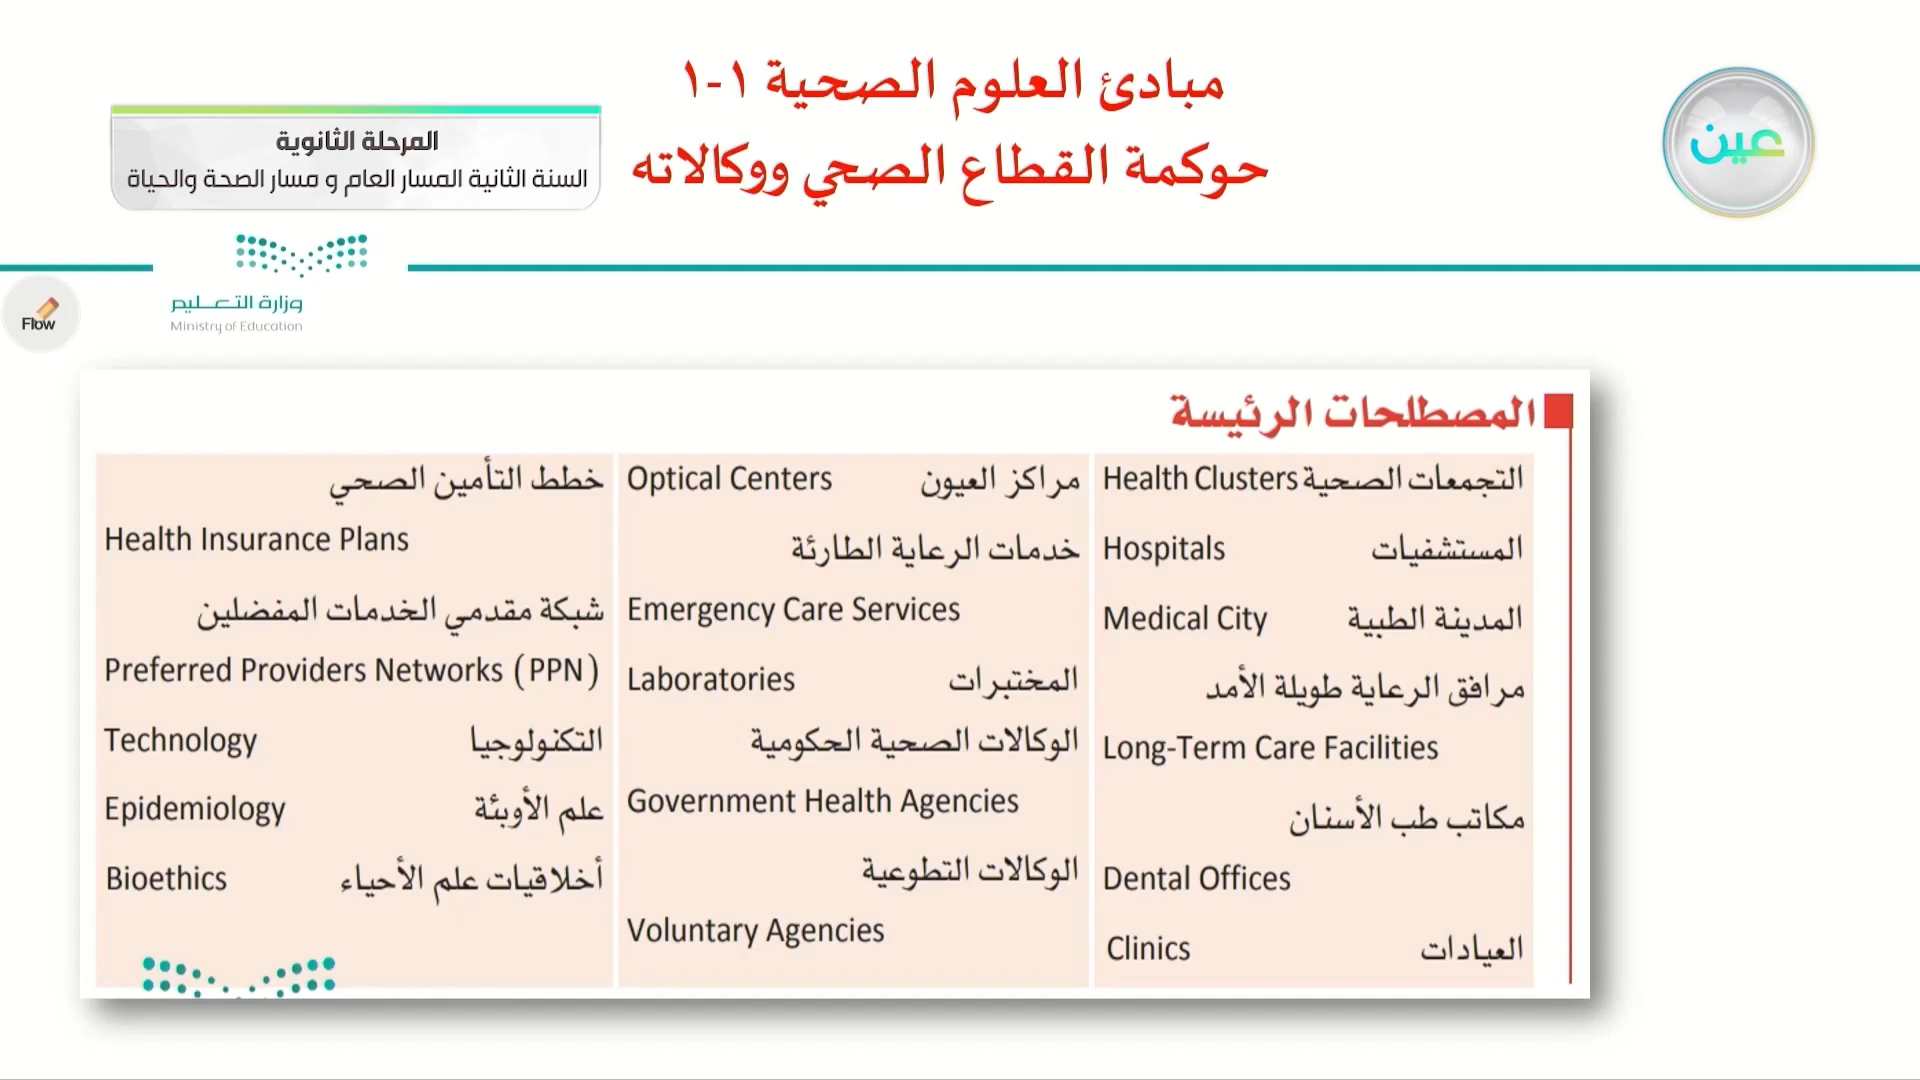 مبادئ العلوم الصحية ١-١
حوكمة القطاع الصحي ووكالاته
عين
المرحلة الثانوية
السنة الثانية المسار العام و مسار الصحة والحياة
وزارة التعليم
Ministry of Education
Flow
المصطلحات الرئيسة
التجمعات الصحية Health Clusters
المستشفيات Hospitals
المدينة الطبية Medical City
مرافق الرعاية طويلة الأمد
Long-Term Care Facilities
مكاتب طب الأسنان
Dental Offices
العيادات Clinics
مراكز العيون Optical Centers
خدمات الرعاية الطارئة
Emergency Care Services
المختبرات Laboratories
الوكالات الصحية الحكومية
Government Health Agencies
الوكالات التطوعية
Voluntary Agencies
خطط التأمين الصحي
Health Insurance Plans
شبكة مقدمي الخدمات المفضلين
Preferred Providers Networks (PPN)
التكنولوجيا Technology
علم الأوبئة Epidemiology
أخلاقيات علم الأحياء Bioethics